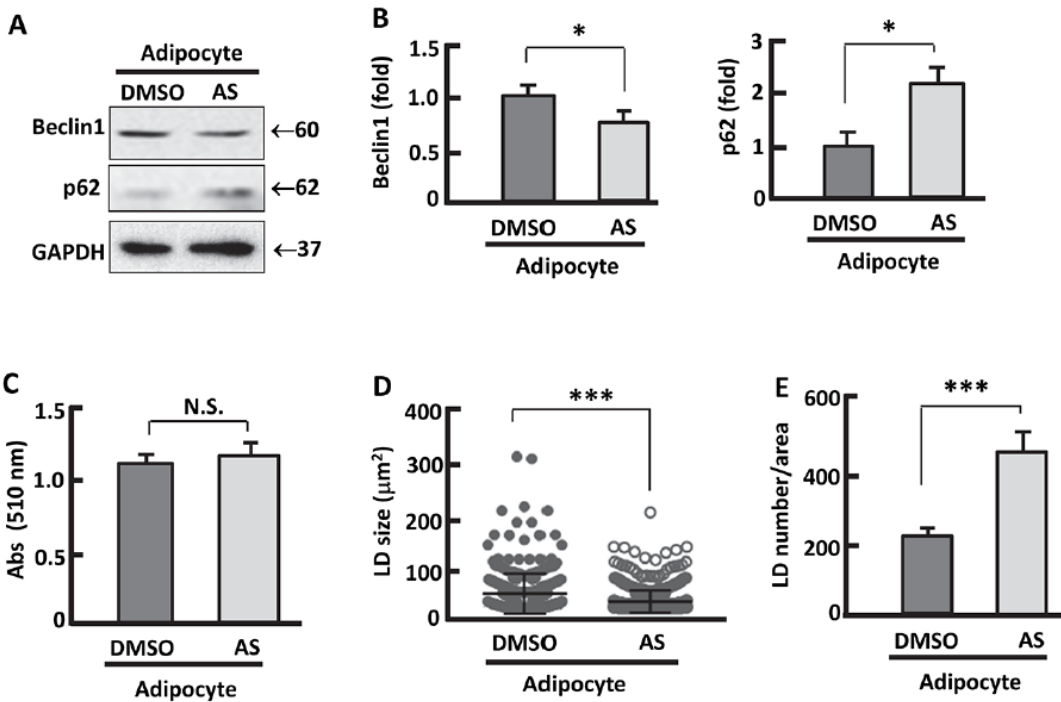 A
Adipocyte
DMSO AS
Beclin1 ←60
p62 ←62
GAPDH ←37
B
Beclin1 (fold)
1.5
1.0
0.5
0
*
DMSO AS
Adipocyte
p62 (fold)
3
2
1
0
*
DMSO AS
Adipocyte
C
Abs (510 nm)
1.5
1.0
0.5
0
N.S.
DMSO AS
Adipocyte
D
LD size (μm²)
400
300
200
100
0
***
DMSO AS
Adipocyte
E
LD number/area
600
400
200
0
***
DMSO AS
Adipocyte